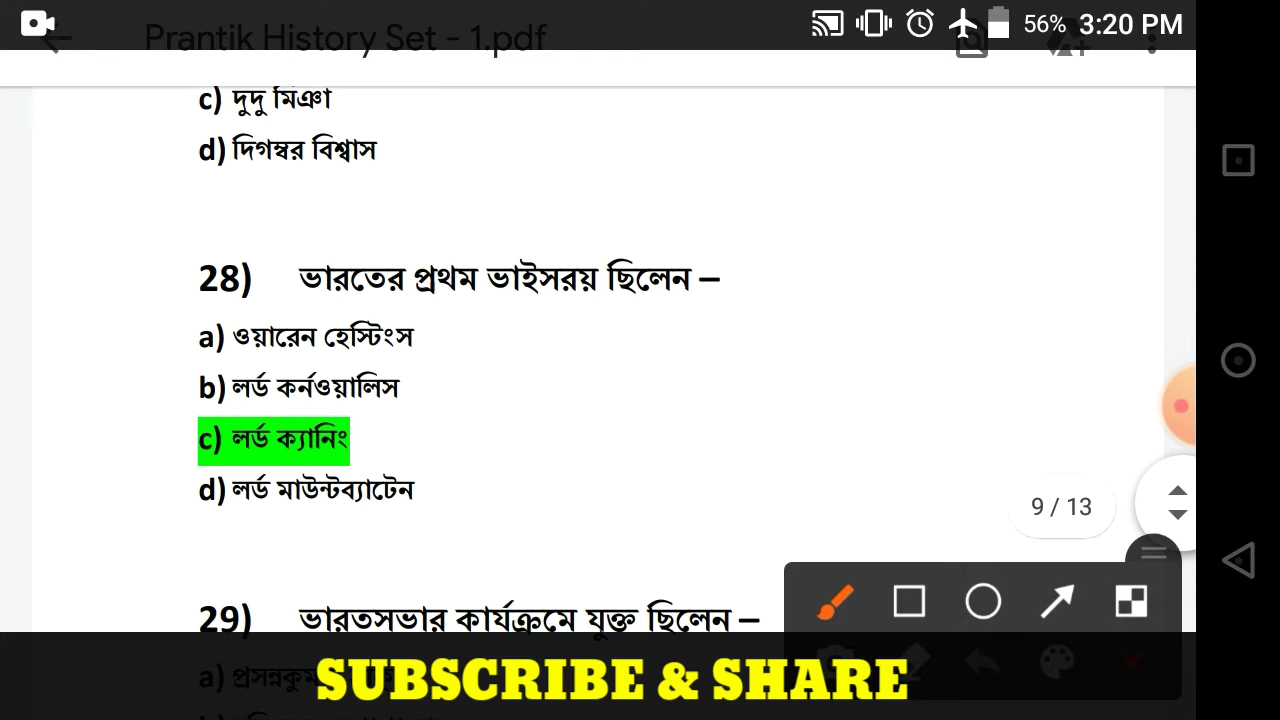 56% 3:20 PM
Prantik History Set - 1.pdf
c) দুদু মিঞা
d) দিগম্বর বিশ্বাস
28) ভারতের প্রথম ভাইসরয় ছিলেন –
a) ওয়ারেন হেস্টিংস
b) লর্ড কর্নওয়ালিস
c) লর্ড ক্যানিং
d) লর্ড মাউন্টব্যাটেন
9 / 13
29) ভারতসভার কার্যক্রমে যুক্ত ছিলেন –
a)
SUBSCRIBE & SHARE